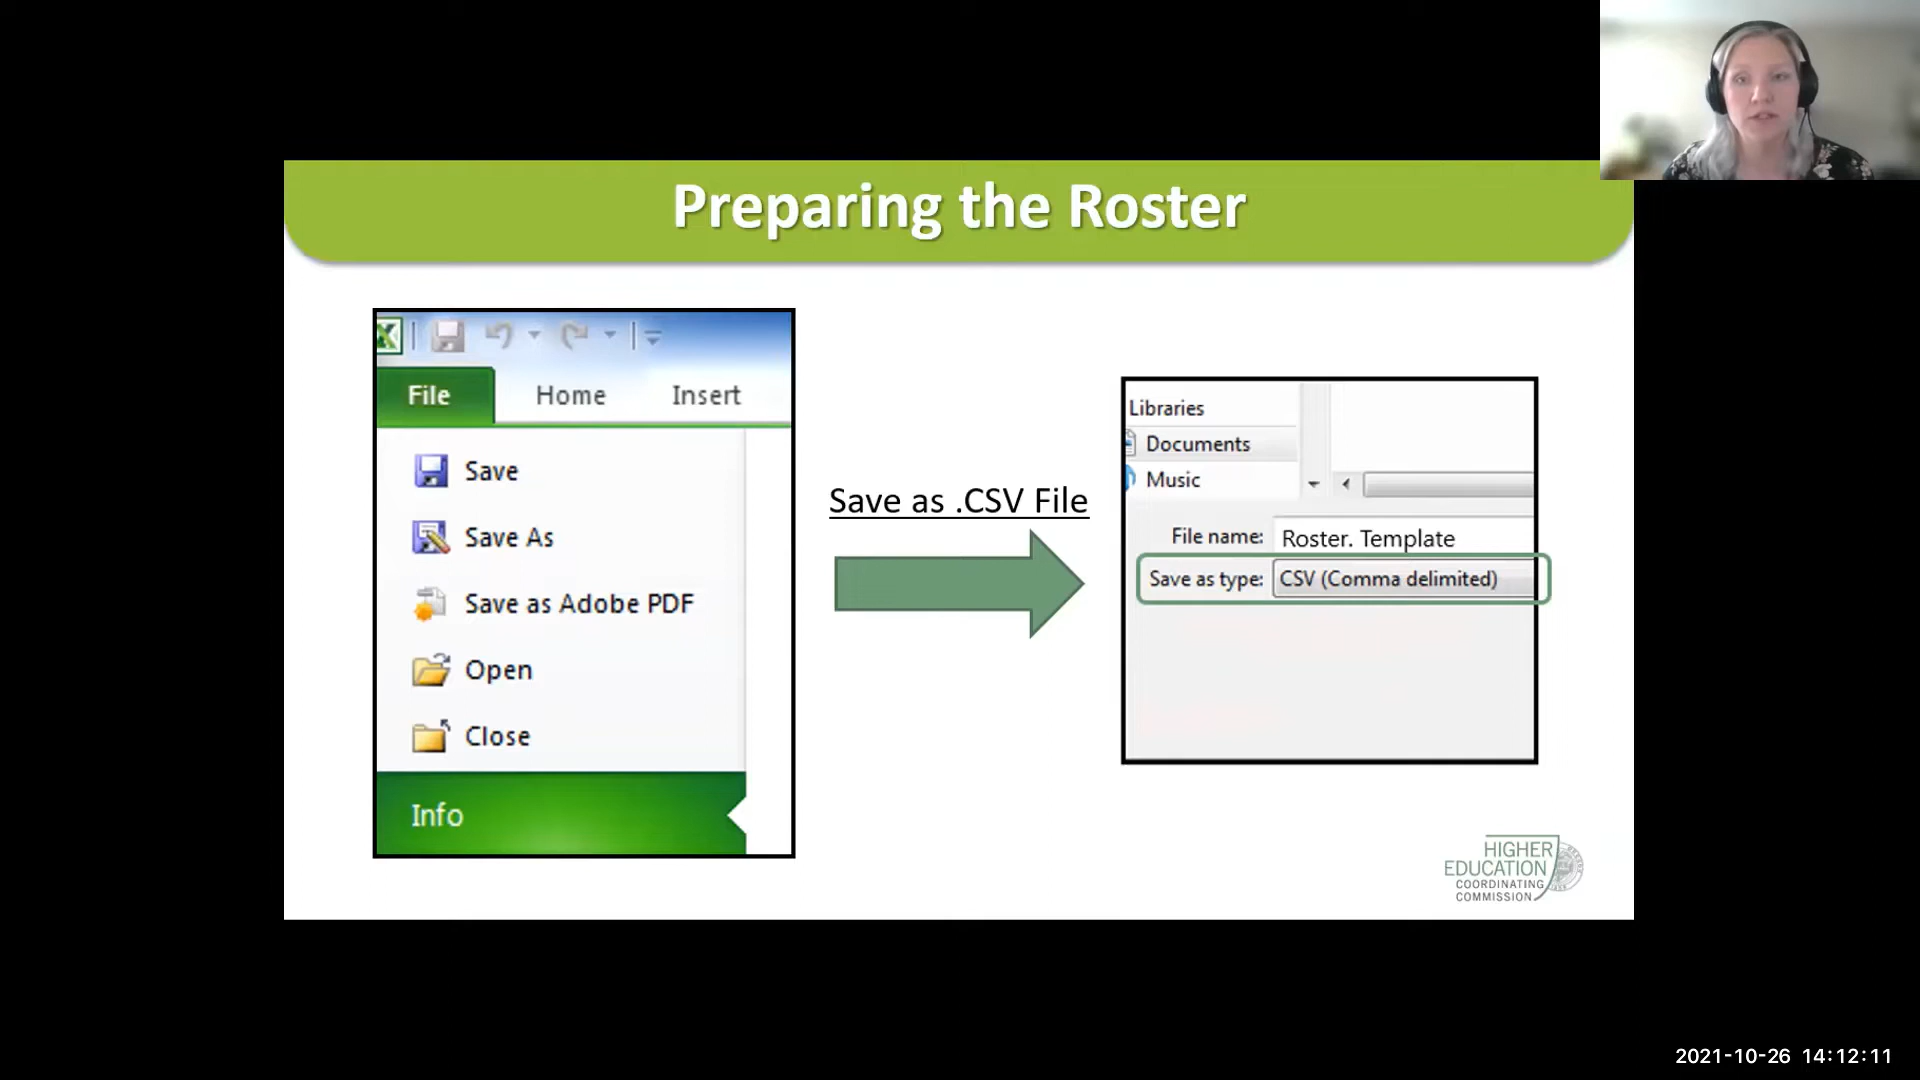 Preparing the Roster
File Home Insert
Save
Save As
Save as Adobe PDF
Open
Close
Info
Save as .CSV File
Libraries
Documents
Music
File name: Roster. Template
Save as type: CSV (Comma delimited)
HIGHER
EDUCATION
COORDINATING
COMMISSION
2021-10-26 14:12:11